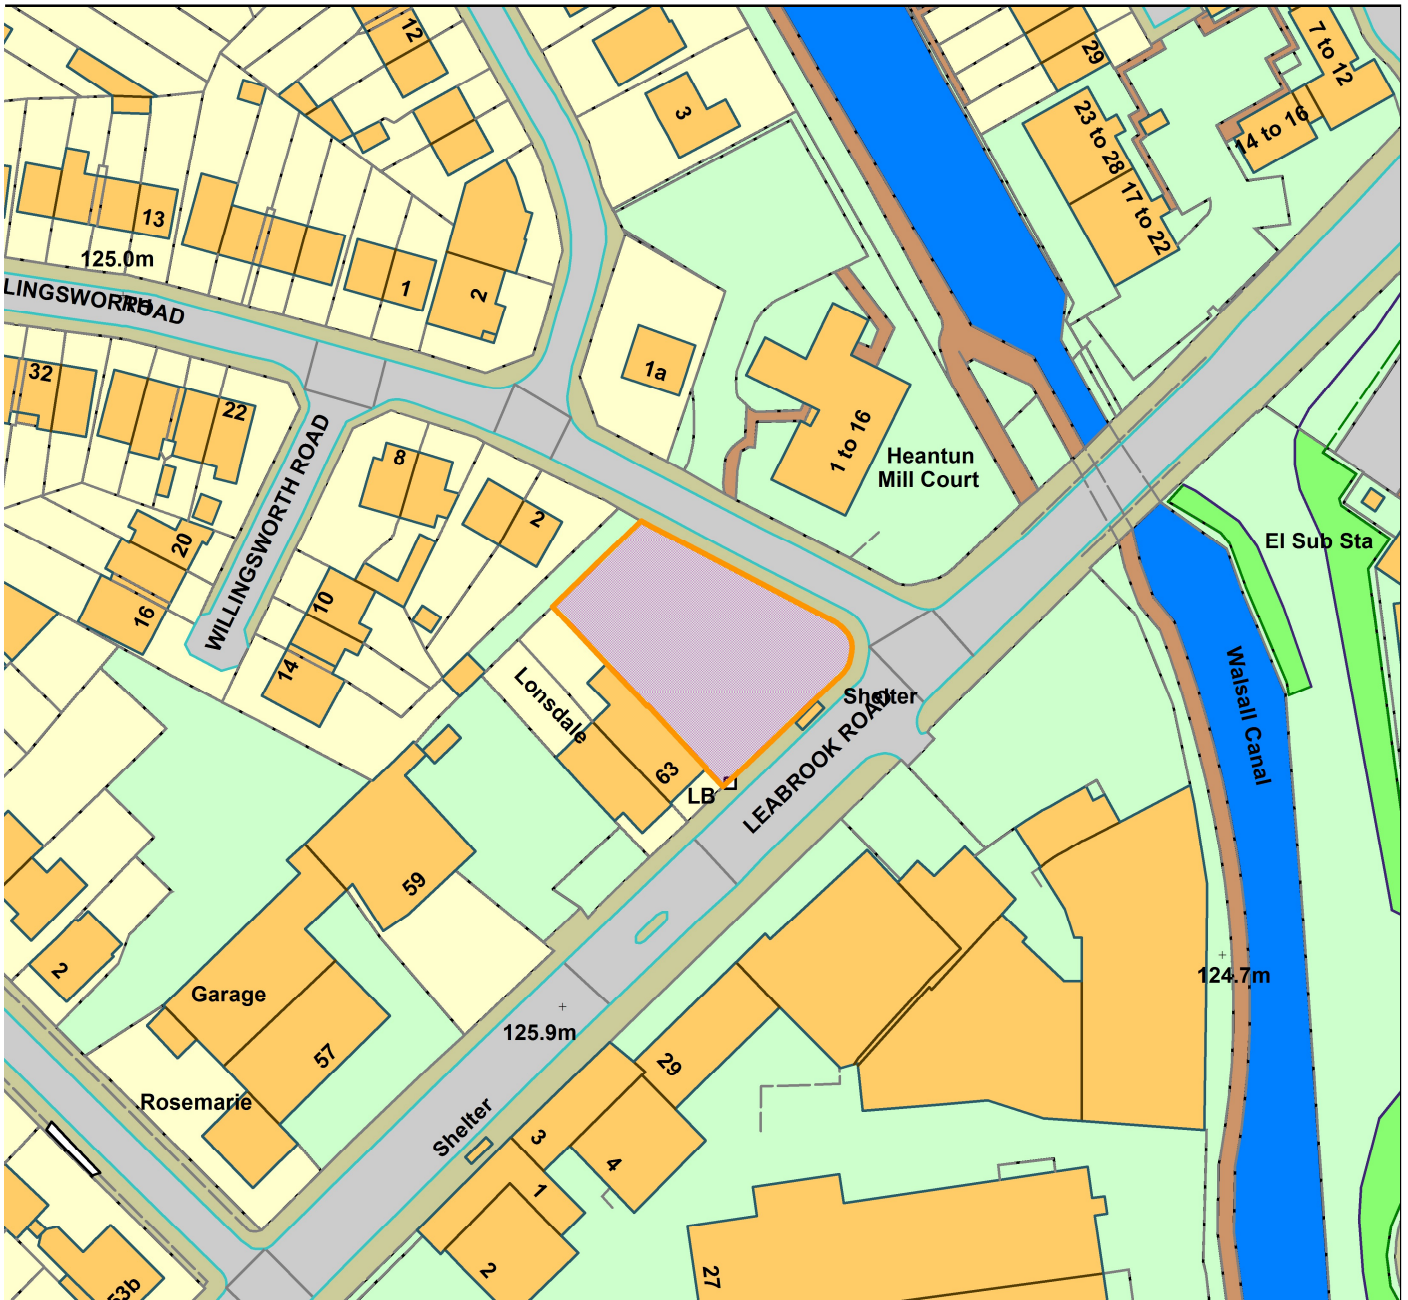 12
29
7 to 12
3
23 to 28
14 to 16
13
17 to 22
125.0m
1
2
LINGSWORTH
ROAD
1a
32
22
8
1 to 16
Heantun
Mill Court
2
20
WILLINGSWORTH ROAD
El Sub Sta
10
16
14
Lonsdale
Shelter
Walsall Canal
63
LB
LEABROOK ROAD
59
2
Garage
124.7m
125.9m
57
29
Rosemarie
Shelter
3
4
1
2
27
53b